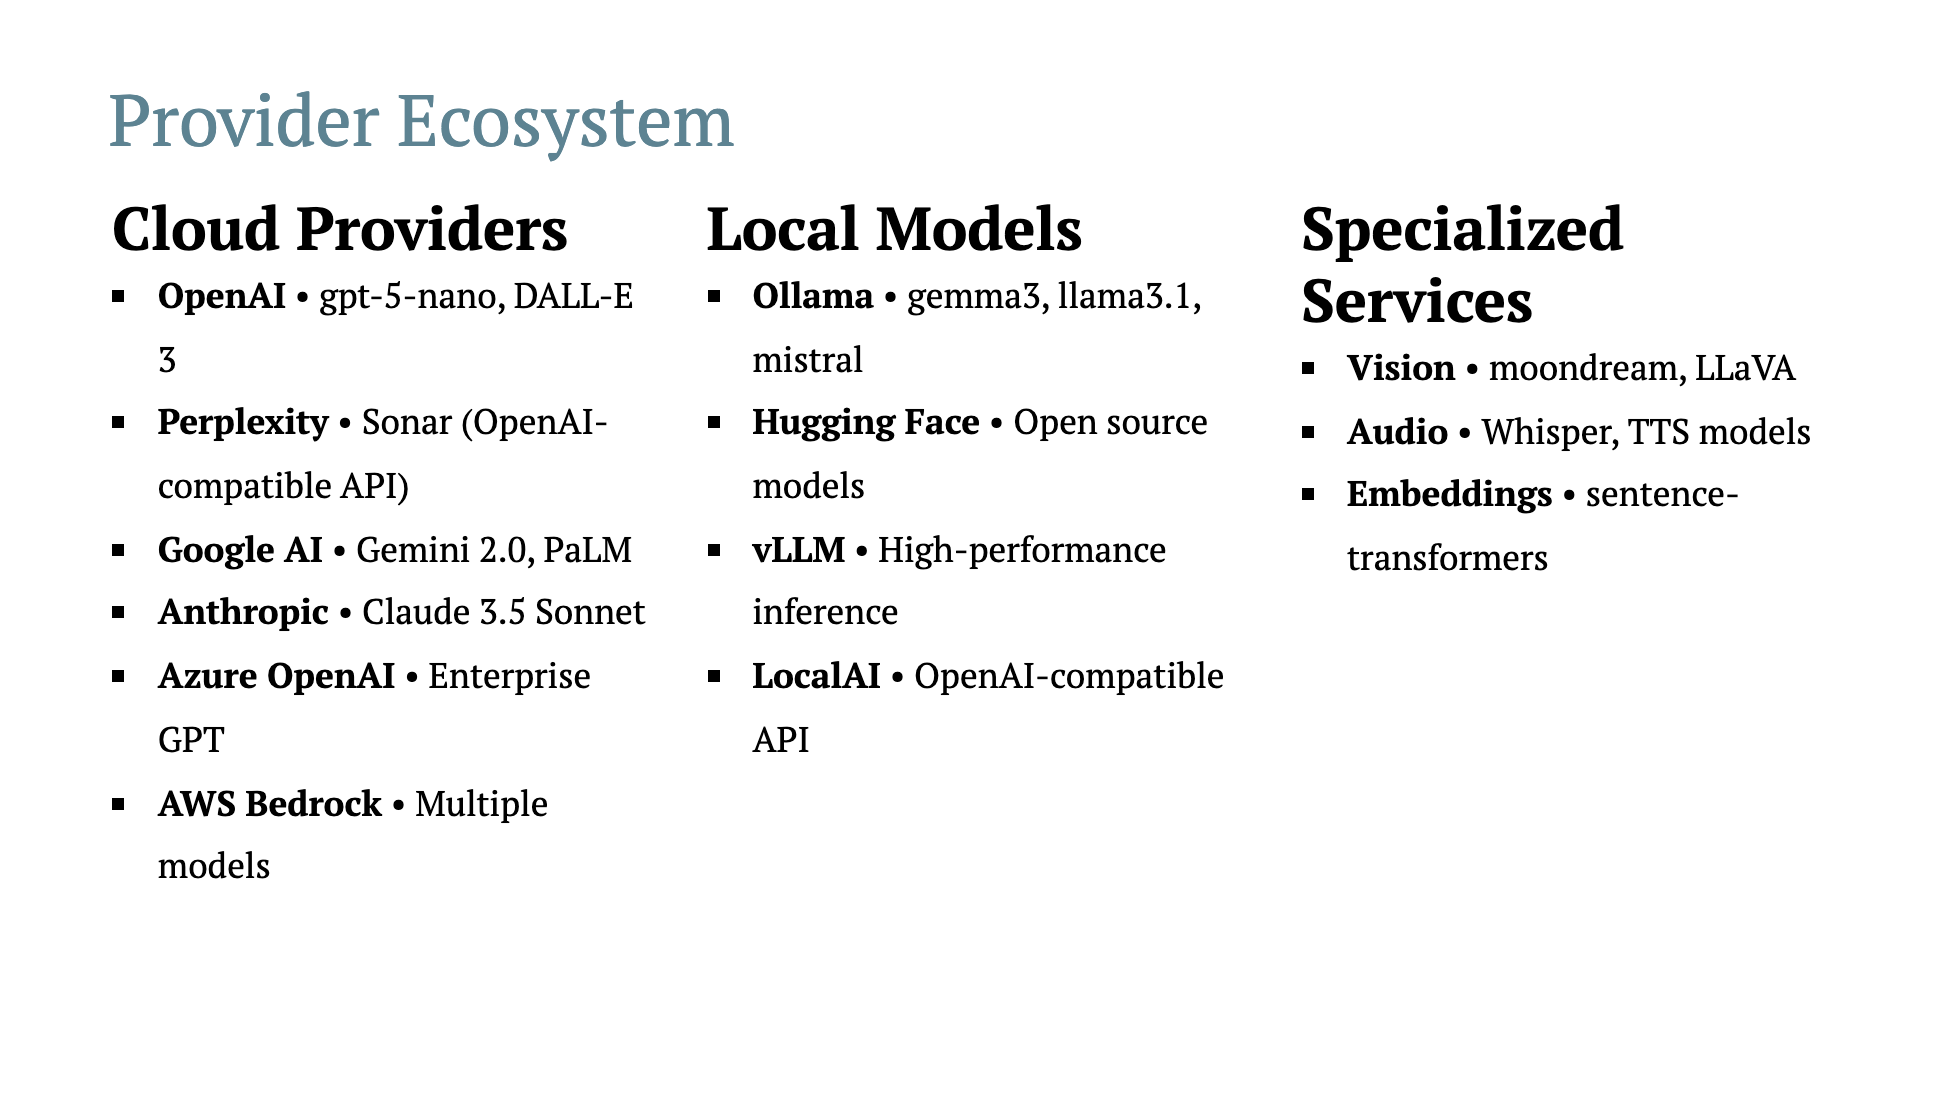 Provider Ecosystem
Cloud Providers
▪ OpenAI • gpt-5-nano, DALL-E
3
▪ Perplexity • Sonar (OpenAI-
compatible API)
▪ Google AI • Gemini 2.0, PaLM
▪ Anthropic • Claude 3.5 Sonnet
▪ Azure OpenAI • Enterprise
GPT
▪ AWS Bedrock • Multiple
models
Local Models
▪ Ollama • gemma3, llama3.1,
mistral
▪ Hugging Face • Open source
models
▪ vLLM • High-performance
inference
▪ LocalAI • OpenAI-compatible
API
Specialized
Services
▪ Vision • moondream, LLaVA
▪ Audio • Whisper, TTS models
▪ Embeddings • sentence-
transformers